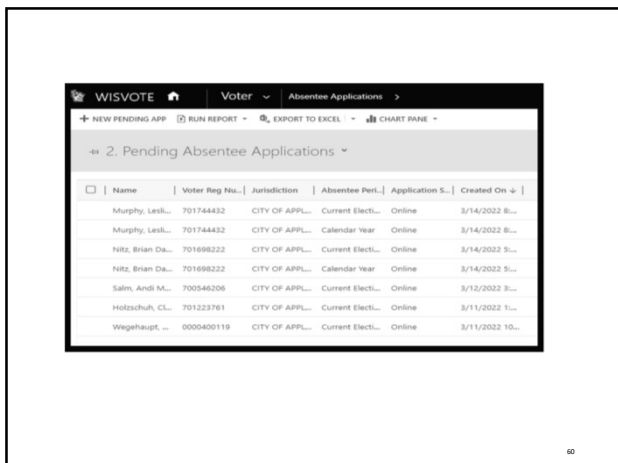 WISVOTE Voter Absentee Applications >
+ NEW PENDING APP RUN REPORT EXPORT TO EXCEL CHART PANE
2. Pending Absentee Applications
Name | Voter Reg Nu... | Jurisdiction | Absentee Peri... | Application S... | Created On ↓ |
Murphy, Lesli... 701744432 CITY OF APPL... Current Electi... Online 3/14/2022 8:...
Murphy, Lesli... 701744432 CITY OF APPL... Calendar Year Online 3/14/2022 8:...
Nitz, Brian Da... 701698222 CITY OF APPL... Current Electi... Online 3/14/2022 5:...
Nitz, Brian Da... 701698222 CITY OF APPL... Calendar Year Online 3/14/2022 5:...
Salm, Andi M... 700546206 CITY OF APPL... Current Electi... Online 3/12/2022 3:...
Holzschuh, Cl... 701223761 CITY OF APPL... Current Electi... Online 3/11/2022 1:...
Wegehaupt, ... 0000400119 CITY OF APPL... Current Electi... Online 3/11/2022 10...
60